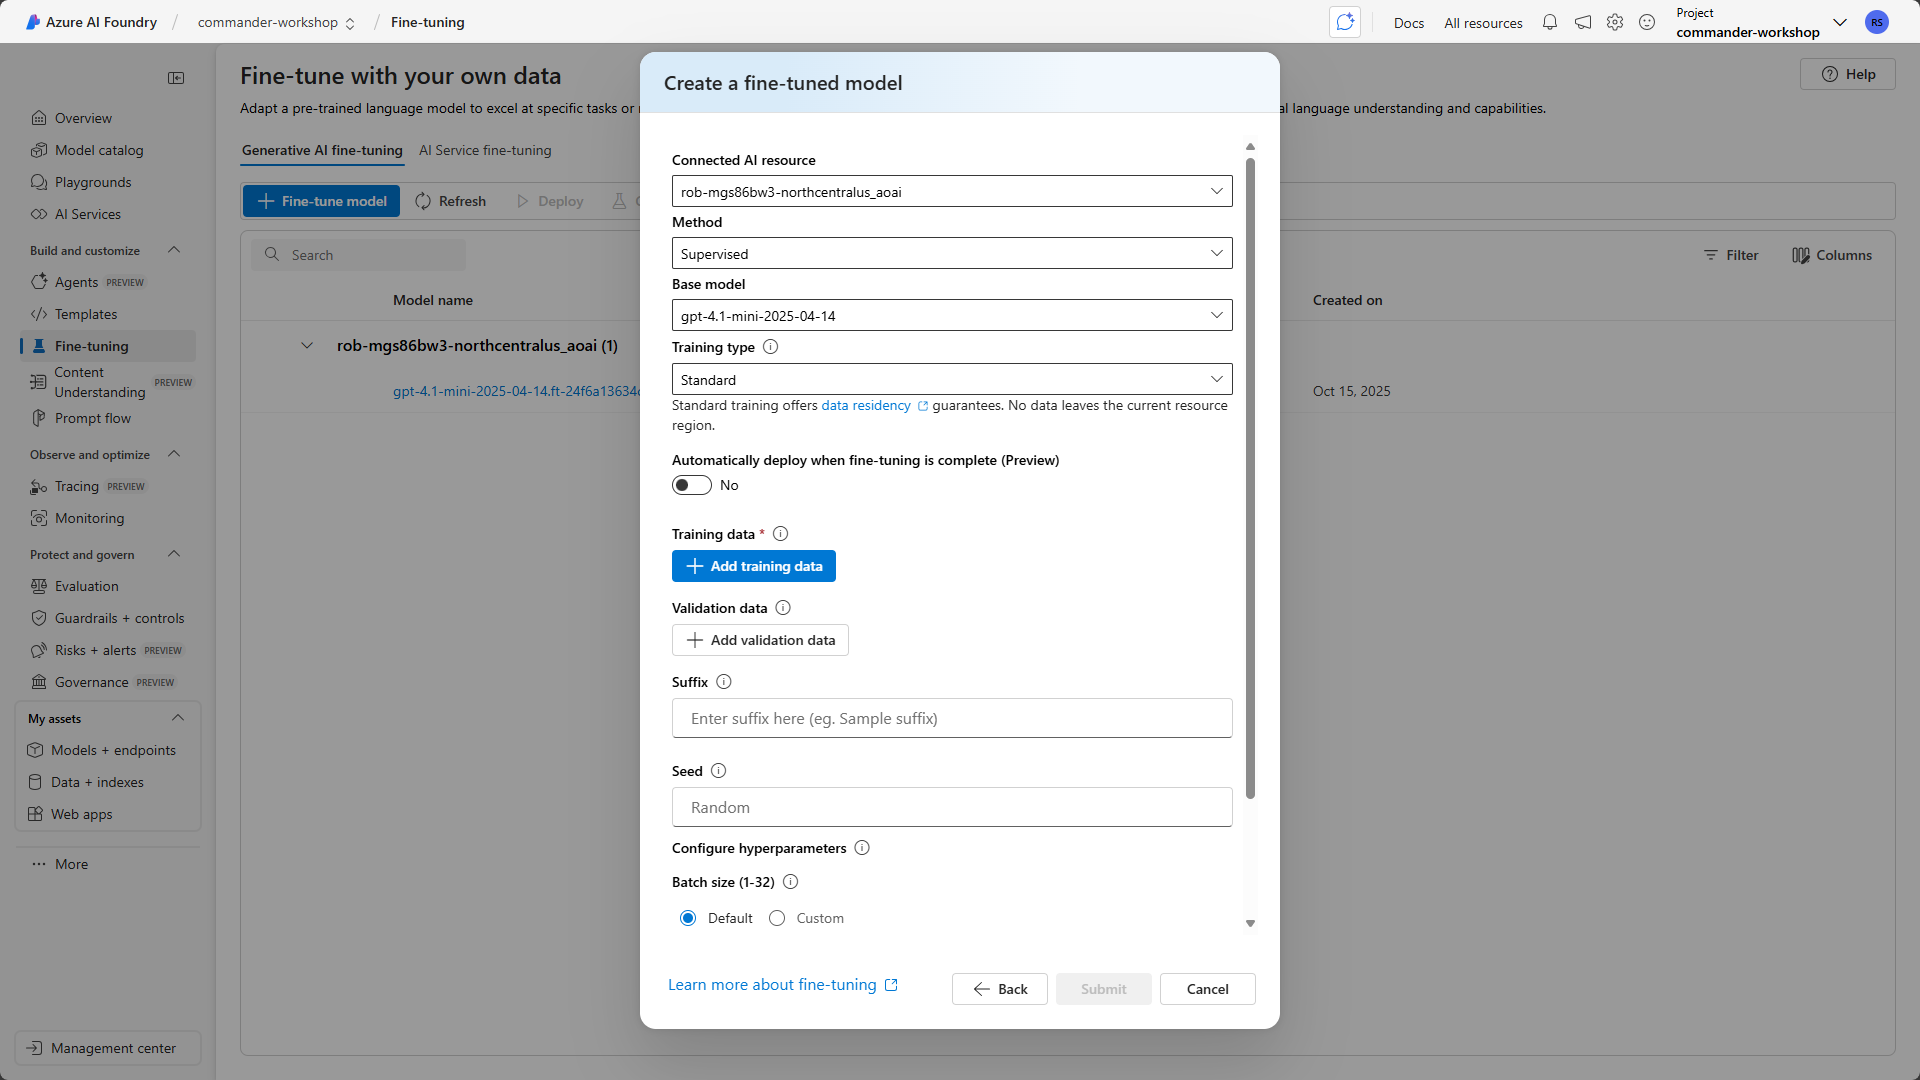 Azure AI Foundry / commander-workshop / Fine-tuning
Docs All resources
Project
commander-workshop
RS
Overview
Model catalog
Playgrounds
AI Services
Build and customize
Agents PREVIEW
Templates
Fine-tuning
Content
Understanding PREVIEW
Prompt flow
Observe and optimize
Tracing PREVIEW
Monitoring
Protect and govern
Evaluation
Guardrails + controls
Risks + alerts PREVIEW
Governance PREVIEW
My assets
Models + endpoints
Data + indexes
Web apps
More
Management center
Fine-tune with your own data
Help
Adapt a pre-trained language model to excel at specific tasks or
al language understanding and capabilities.
Generative AI fine-tuning AI Service fine-tuning
Fine-tune model Refresh Deploy
Search
Filter Columns
Model name Created on
rob-mgs86bw3-northcentralus_aoai (1)
gpt-4.1-mini-2025-04-14.ft-24f6a13634 Oct 15, 2025
Create a fine-tuned model
Connected AI resource
rob-mgs86bw3-northcentralus_aoai
Method
Supervised
Base model
gpt-4.1-mini-2025-04-14
Training type
Standard
Standard training offers data residency guarantees. No data leaves the current resource
region.
Automatically deploy when fine-tuning is complete (Preview)
No
Training data *
Add training data
Validation data
Add validation data
Suffix
Enter suffix here (eg. Sample suffix)
Seed
Random
Configure hyperparameters
Batch size (1-32)
Default Custom
Learn more about fine-tuning
Back Submit Cancel